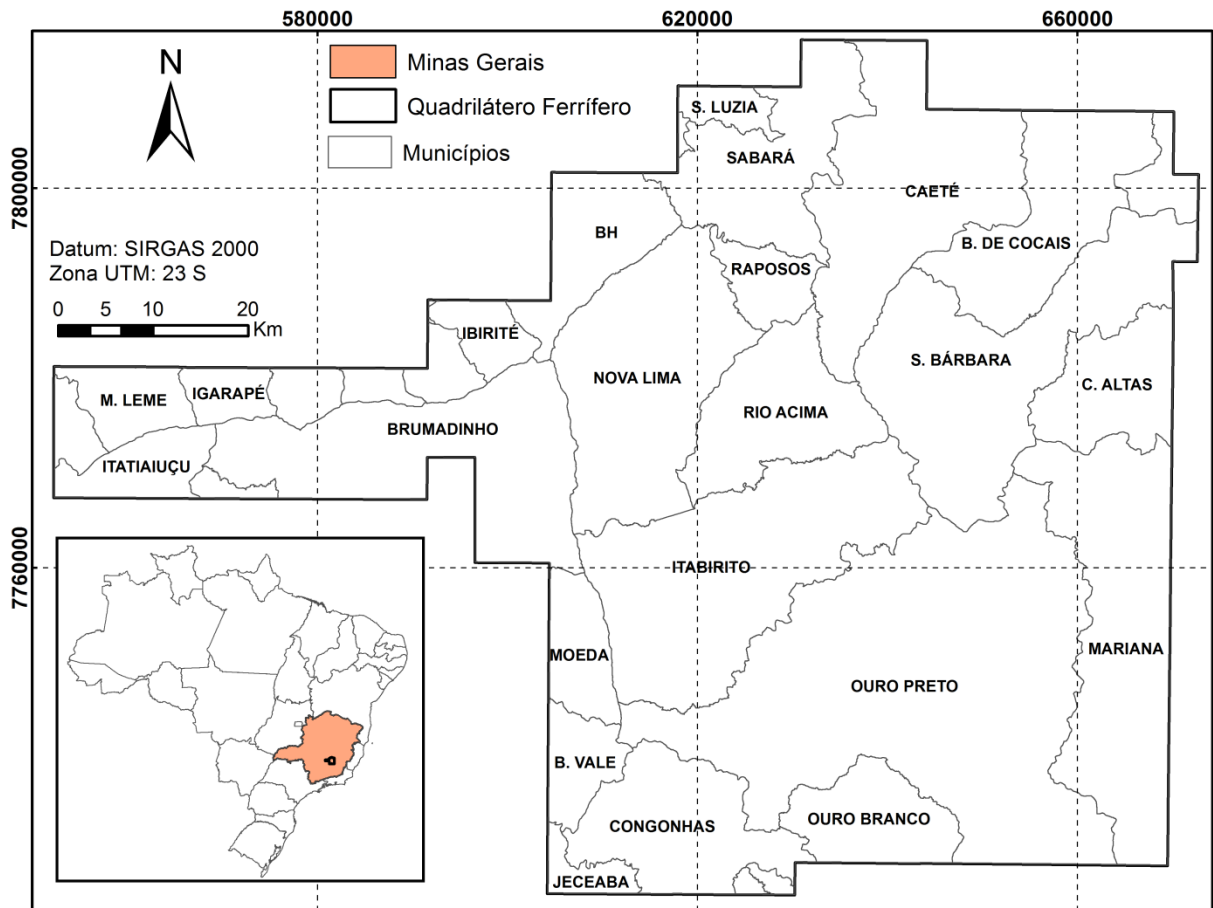 580000 620000 660000
N
Minas Gerais
Quadrilátero Ferrífero
Municípios
S. LUZIA
SABARÁ
7800000
CAETÉ
BH
Datum: SIRGAS 2000
B. DE COCAIS
RAPOSOS
Zona UTM: 23 S
0 5 10 20
Km
IBIRITÉ
S. BÁRBARA
NOVA LIMA
C. ALTAS
IGARAPÉ
M. LEME
RIO ACIMA
BRUMADINHO
ITATIAIUÇU
7760000
ITABIRITO
MOEDA
MARIANA
OURO PRETO
B. VALE
OURO BRANCO
CONGONHAS
JECEABA